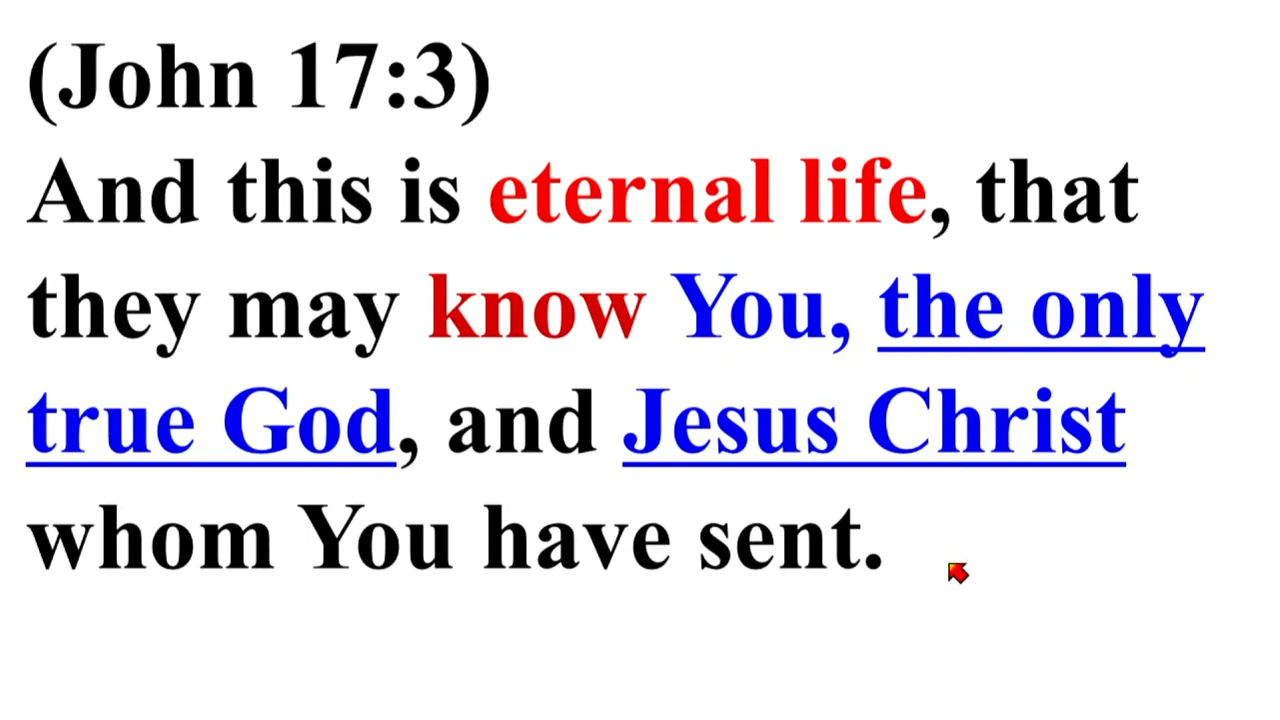 (John 17:3)
And this is eternal life, that
they may know You, the only
true God, and Jesus Christ
whom You have sent.